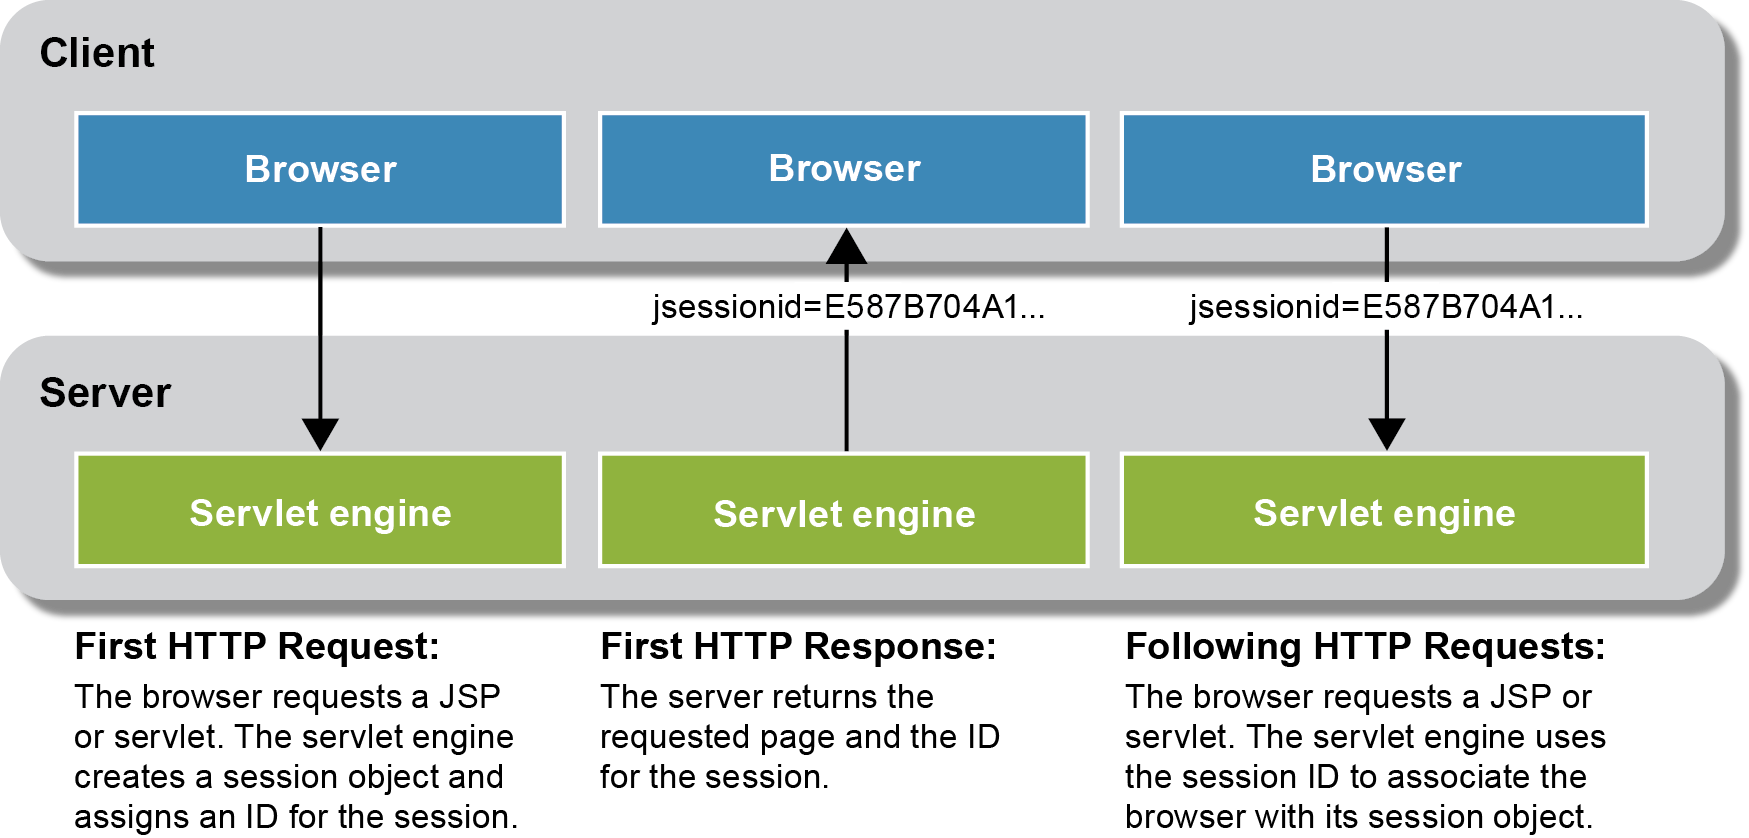 Client
Browser
Browser
Browser
jsessionid=E587B704A1...
jsessionid=E587B704A1...
Server
Servlet engine
Servlet engine
Servlet engine
First HTTP Request:
The browser requests a JSP
or servlet. The servlet engine
creates a session object and
assigns an ID for the session.
First HTTP Response:
The server returns the
requested page and the ID
for the session.
Following HTTP Requests:
The browser requests a JSP or
servlet. The servlet engine uses
the session ID to associate the
browser with its session object.